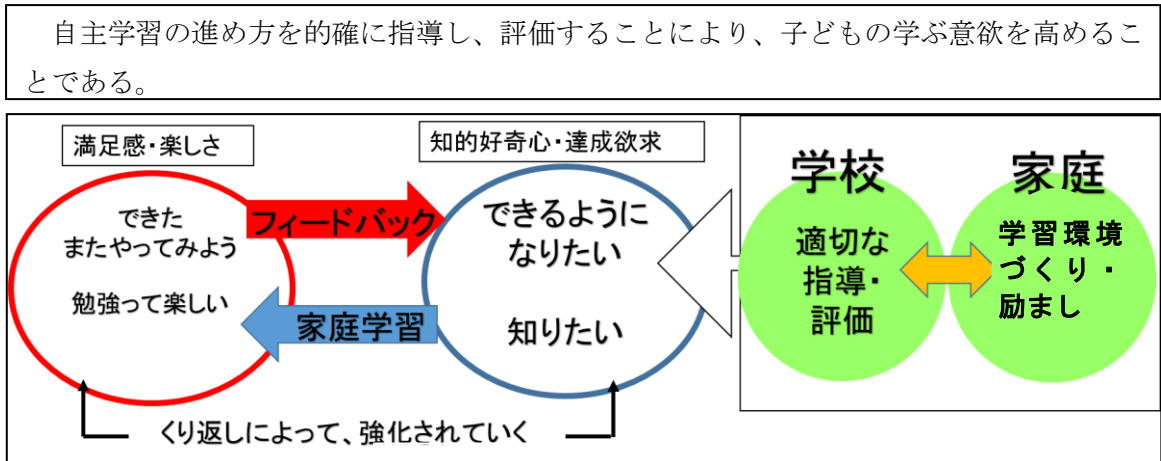 自主学習の進め方を的確に指導し、評価することにより、子どもの学ぶ意欲を高めるこ
とである。
満足感・楽しさ
できた
またやってみよう
勉強って楽しい
フィードバック
家庭学習
知的好奇心・達成欲求
できるように
なりたい
知りたい
くり返しによって、強化されていく
学校
適切な
指導・
評価
家庭
学習環境
づくり・
励まし